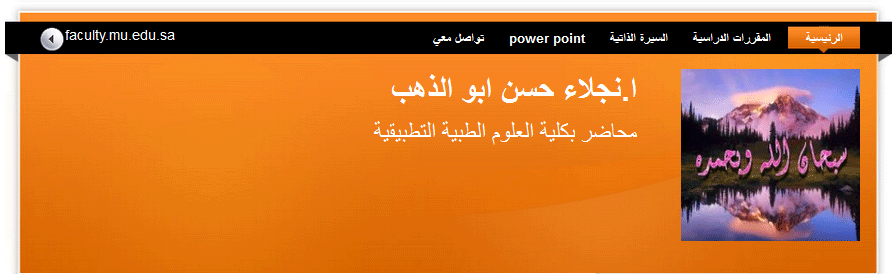 الرئيسية
المقررات الدراسية
السيرة الذاتية
power point
تواصل معي
faculty.mu.edu.sa
ا.نجلاء حسن ابو الذهب
محاضر بكلية العلوم الطبية التطبيقية
سبحان الله وبحمده